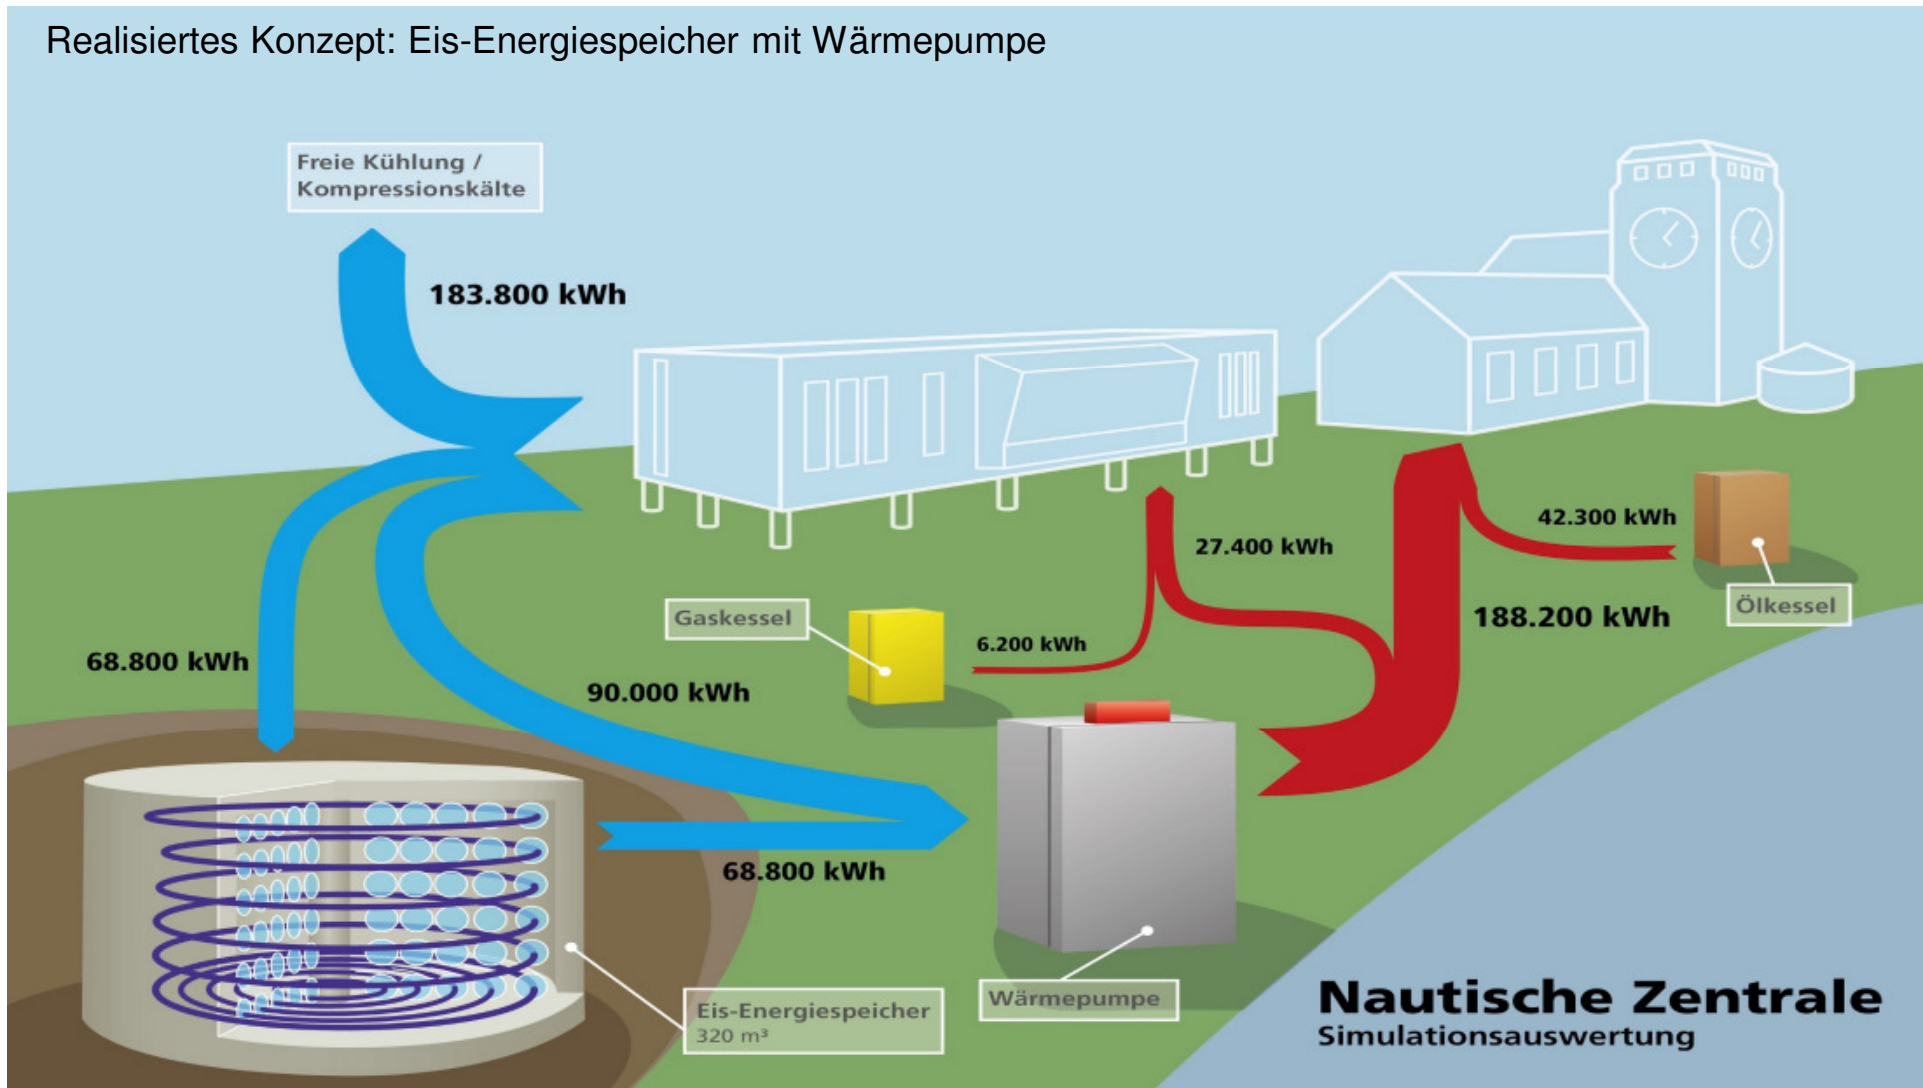 Realisiertes Konzept: Eis-Energiespeicher mit Wärmepumpe
Freie Kühlung /
Kompressionskälte
183.800 kWh
42.300 kWh
27.400 kWh
Ölkessel
Gaskessel
188.200 kWh
6.200 kWh
68.800 kWh
90.000 kWh
68.800 kWh
Wärmepumpe
Eis-Energiespeicher
320 m³
Nautische Zentrale
Simulationsauswertung